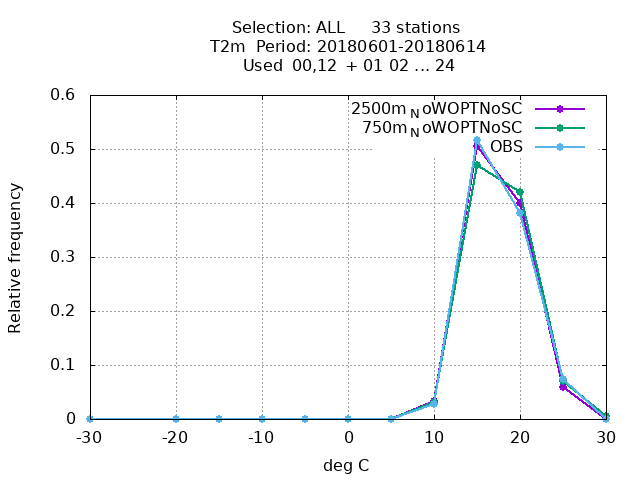 Selection: ALL 33 stations
T2m Period: 20180601-20180614
Used 00,12 + 01 02 ... 24
0.6
0.5
0.4
0.3
0.2
0.1
0
Relative frequency
2500m_NoWOPTNoSC
750m_NoWOPTNoSC
OBS
-30 -20 -10 0 10 20 30
deg C